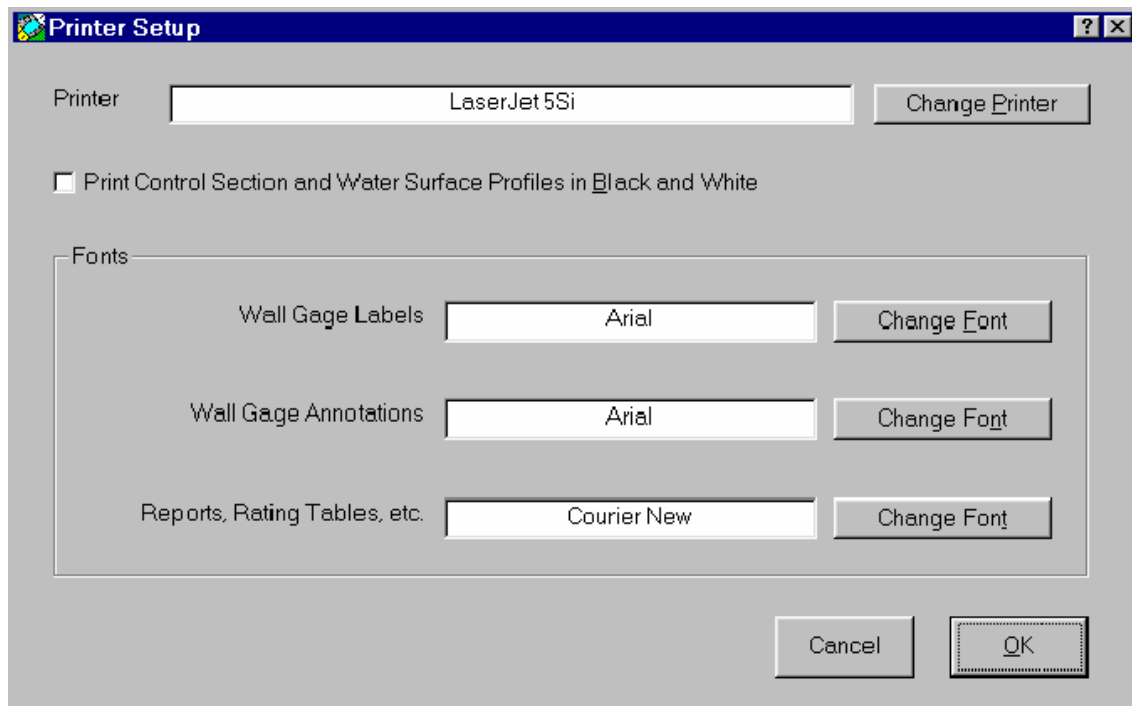 Printer Setup
Printer LaserJet 5Si Change Printer
Print Control Section and Water Surface Profiles in Black and White
Fonts
Wall Gage Labels Arial Change Font
Wall Gage Annotations Arial Change Font
Reports, Rating Tables, etc. Courier New Change Font
Cancel OK